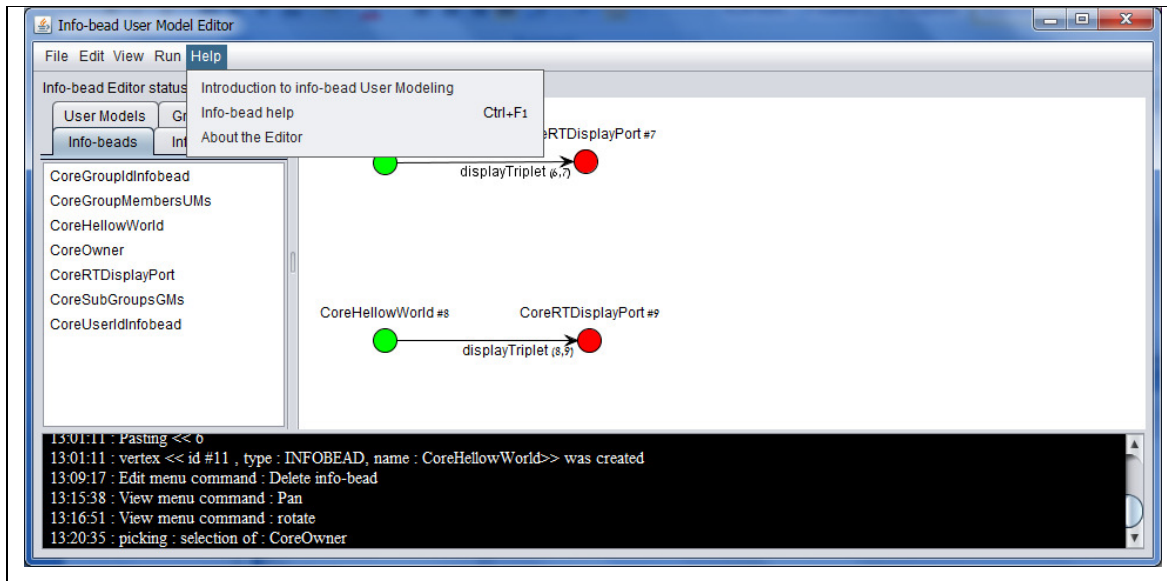 Info-bead User Model Editor
File Edit View Run Help
Info-bead Editor status
Introduction to info-bead User Modeling
Info-bead help Ctrl+F1
About the Editor
User Models Gr
Info-beads Inf
CoreGroupIdInfobead
CoreGroupMembersUMs
CoreHellowWorld
CoreOwner
CoreRTDisplayPort
CoreSubGroupsGMs
CoreUserIdInfobead
eRTDisplayPort #7
displayTriplet (6,7)
CoreHellowWorld #8 CoreRTDisplayPort #9
displayTriplet (8,9)
13:01:11 : Pasting << 6
13:01:11 : vertex << id #11 , type : INFOBEAD, name : CoreHellowWorld>> was created
13:09:17 : Edit menu command : Delete info-bead
13:15:38 : View menu command : Pan
13:16:51 : View menu command : rotate
13:20:35 : picking : selection of : CoreOwner